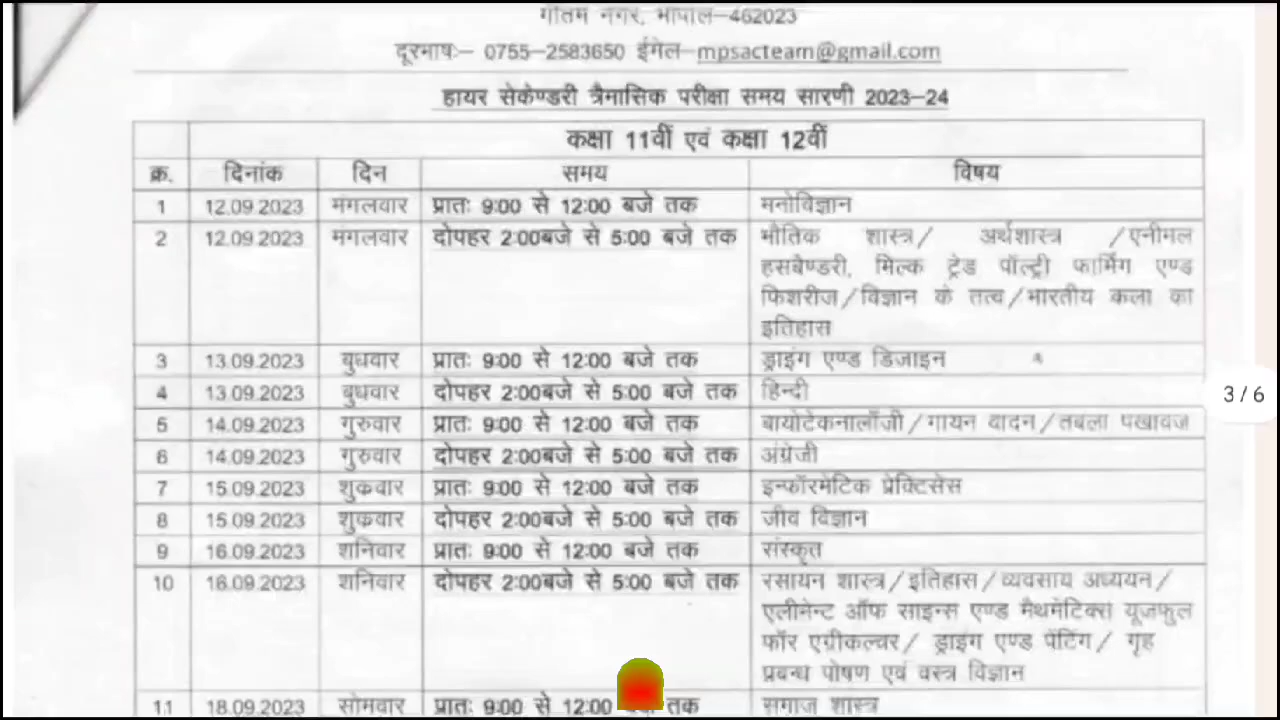 गौतम नगर, भोपाल–462023
दूरभाषः– 0755–2583650 ईमेल–mpsacteam@gmail.com
हायर सेकेण्डरी त्रैमासिक परीक्षा समय सारणी 2023–24
कक्षा 11वीं एवं कक्षा 12वीं
क्र. दिनांक दिन समय विषय
1 12.09.2023 मंगलवार प्रातः 9:00 से 12:00 बजे तक मनोविज्ञान
2 12.09.2023 मंगलवार दोपहर 2:00बजे से 5:00 बजे तक भौतिक शास्त्र/ अर्थशास्त्र /एनीमल
हसबेण्डरी, मिल्क ट्रेड पॉल्ट्री फार्मिंग एण्ड
फिशरीज/विज्ञान के तत्व/भारतीय कला का
इतिहास
3 13.09.2023 बुधवार प्रातः 9:00 से 12:00 बजे तक ड्राइंग एण्ड डिजाइन
4 13.09.2023 बुधवार दोपहर 2:00बजे से 5:00 बजे तक हिन्दी
5 14.09.2023 गुरुवार प्रातः 9:00 से 12:00 बजे तक बायोटेकनालॉजी/गायन वादन/तबला पखावज
6 14.09.2023 गुरुवार दोपहर 2:00बजे से 5:00 बजे तक अंग्रेजी
7 15.09.2023 शुक्रवार प्रातः 9:00 से 12:00 बजे तक इन्फॉरमेटिक प्रेक्टिसेस
8 15.09.2023 शुक्रवार दोपहर 2:00बजे से 5:00 बजे तक जीव विज्ञान
9 16.09.2023 शनिवार प्रातः 9:00 से 12:00 बजे तक संस्कृत
10 16.09.2023 शनिवार दोपहर 2:00बजे से 5:00 बजे तक रसायन शास्त्र/इतिहास/व्यवसाय अध्ययन/
एलीमेन्ट ऑफ साइन्स एण्ड मैथमेटिक्स यूजफुल
फॉर एग्रीकल्चर/ ड्राइंग एण्ड पेंटिंग/ गृह
प्रबन्ध पोषण एवं वस्त्र विज्ञान
11 18.09.2023 सोमवार प्रातः 9:00 से 12:00 तक समाज शास्त्र
3/6